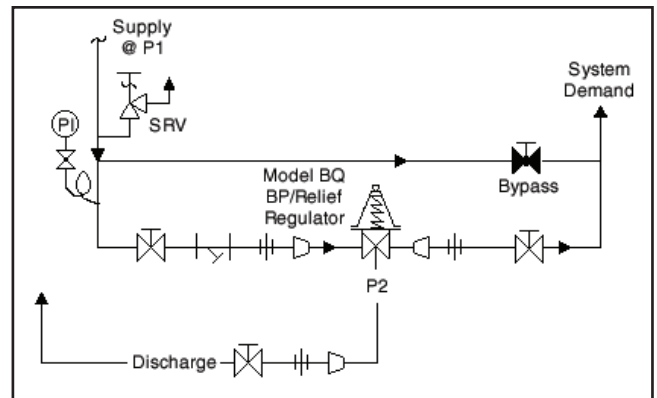 Supply
@ P1
SRV
PI
System
Demand
Bypass
Model BQ
BP/Relief
Regulator
P2
Discharge